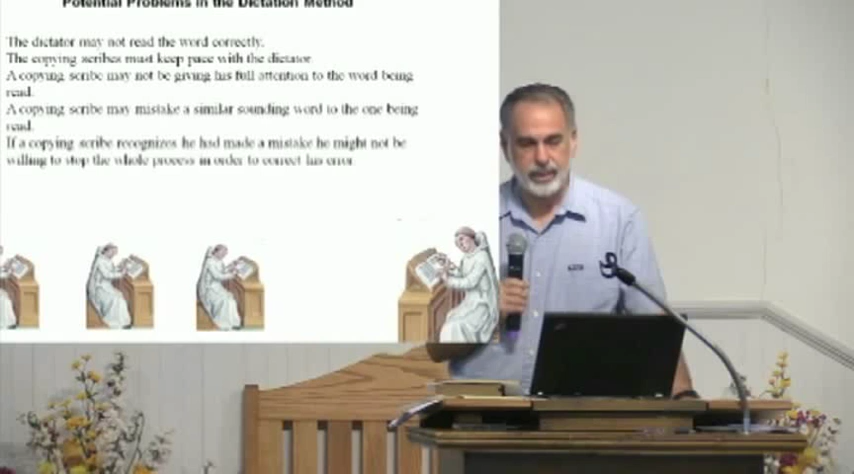 Potential Problems in the Dictation Method
The dictator may not read the word correctly.
The copying scribes must keep pace with the dictator.
A copying scribe may not be giving his full attention to the word being
read.
A copying scribe may mistake a similar sounding word to the one being
read.
If a copying scribe recognizes he had made a mistake he might not be
willing to stop the whole process in order to correct his error.